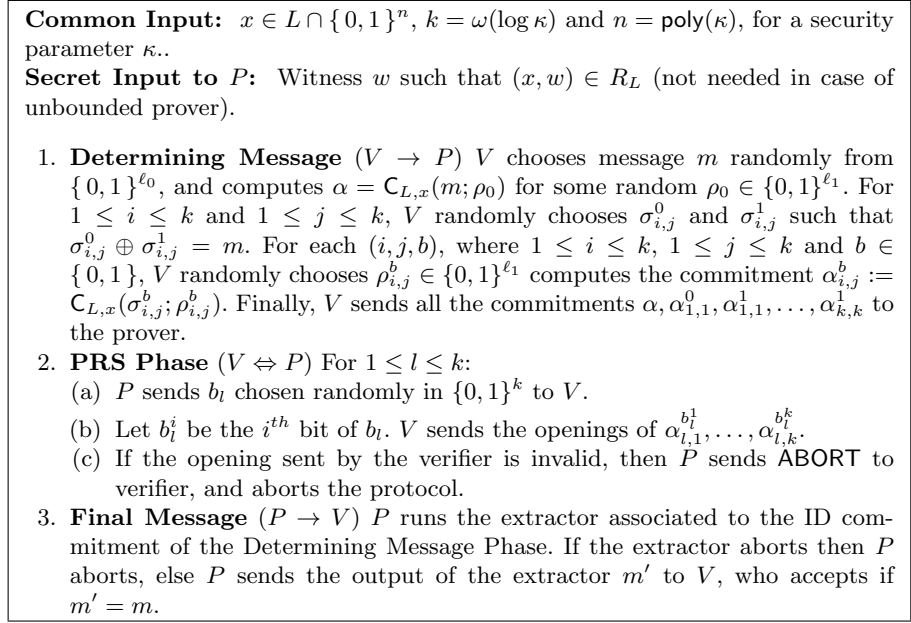 Common Input: x ∈ L ∩ { 0, 1 }^n, k = ω(log κ) and n = poly(κ), for a security
parameter κ..
Secret Input to P: Witness w such that (x, w) ∈ R_L (not needed in case of
unbounded prover).
1. Determining Message (V → P) V chooses message m randomly from
{ 0, 1 }^{ℓ_0}, and computes α = C_{L,x}(m; ρ_0) for some random ρ_0 ∈ {0, 1}^{ℓ_1}. For
1 ≤ i ≤ k and 1 ≤ j ≤ k, V randomly chooses σ^0_{i,j} and σ^1_{i,j} such that
σ^0_{i,j} ⊕ σ^1_{i,j} = m. For each (i, j, b), where 1 ≤ i ≤ k, 1 ≤ j ≤ k and b ∈
{ 0, 1 }, V randomly chooses ρ^b_{i,j} ∈ {0, 1}^{ℓ_1} computes the commitment α^b_{i,j} :=
C_{L,x}(σ^b_{i,j}; ρ^b_{i,j}). Finally, V sends all the commitments α, α^0_{1,1}, α^1_{1,1}, . . . , α^1_{k,k} to
the prover.
2. PRS Phase (V ⇔ P) For 1 ≤ l ≤ k:
(a) P sends b_l chosen randomly in {0, 1}^k to V.
(b) Let b^i_l be the i^{th} bit of b_l. V sends the openings of α^{b^1_l}_{l,1}, . . . , α^{b^k_l}_{l,k}.
(c) If the opening sent by the verifier is invalid, then P sends ABORT to
verifier, and aborts the protocol.
3. Final Message (P → V) P runs the extractor associated to the ID com-
mitment of the Determining Message Phase. If the extractor aborts then P
aborts, else P sends the output of the extractor m′ to V, who accepts if
m′ = m.